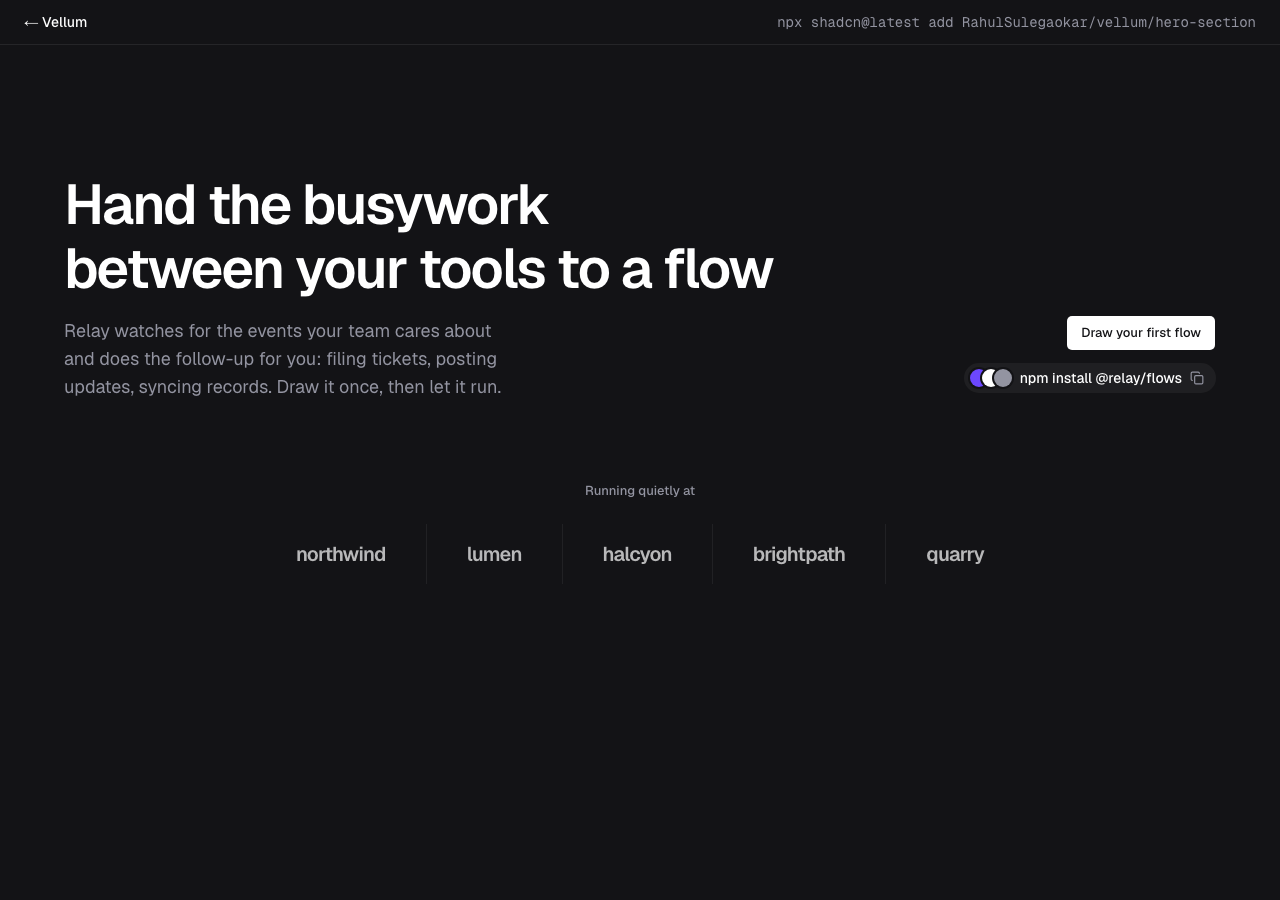 ← Vellum
npx shadcn@latest add RahulSulegaokar/vellum/hero-section
Hand the busywork
between your tools to a flow
Relay watches for the events your team cares about
and does the follow-up for you: filing tickets, posting
updates, syncing records. Draw it once, then let it run.
Draw your first flow
npm install @relay/flows
Running quietly at
northwind
lumen
halcyon
brightpath
quarry